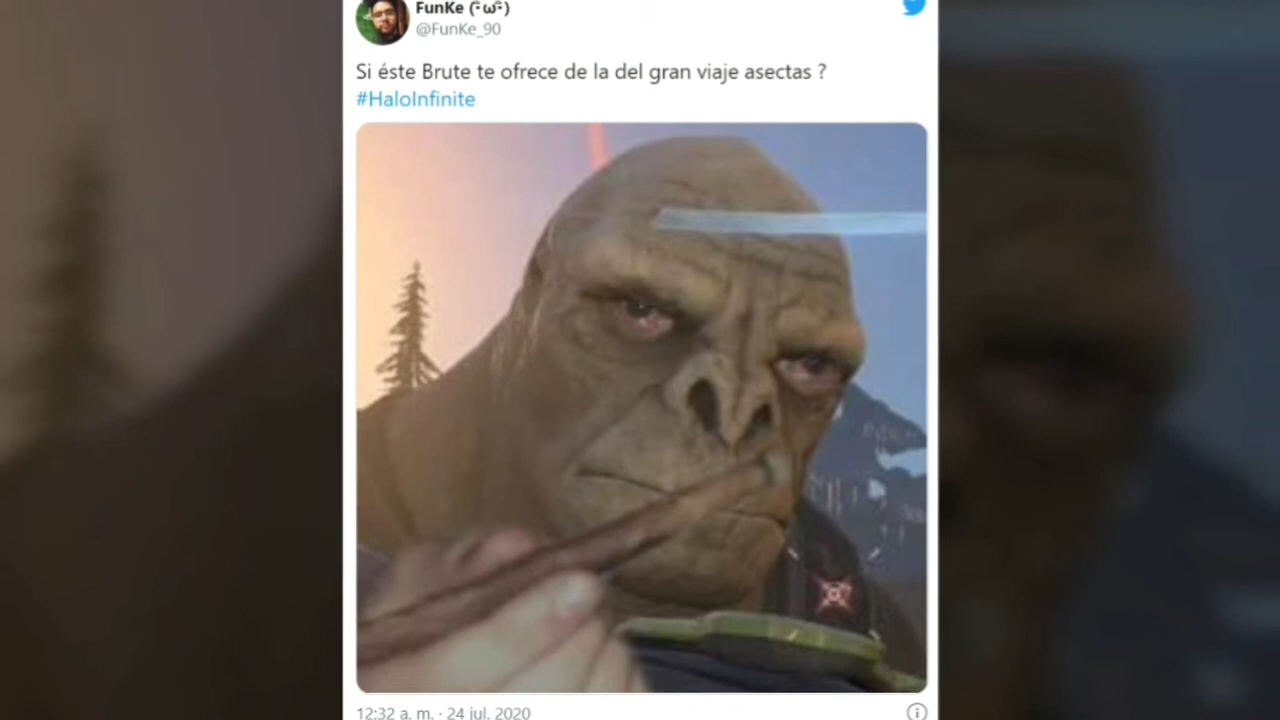 FunKe (･ิω･ิ)
@FunKe_90
Si éste Brute te ofrece de la del gran viaje asectas ?
#HaloInfinite
12:32 a. m. · 24 jul. 2020